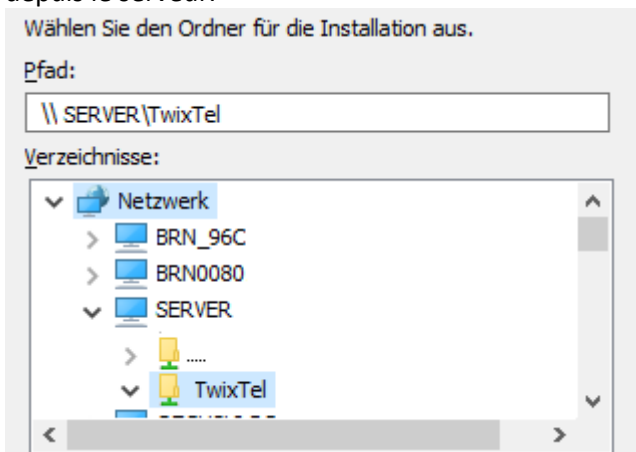 Wählen Sie den Ordner für die Installation aus.
Pfad:
\\ SERVER\TwixTel
Verzeichnisse:
Netzwerk
BRN_96C
BRN0080
SERVER
.....
TwixTel